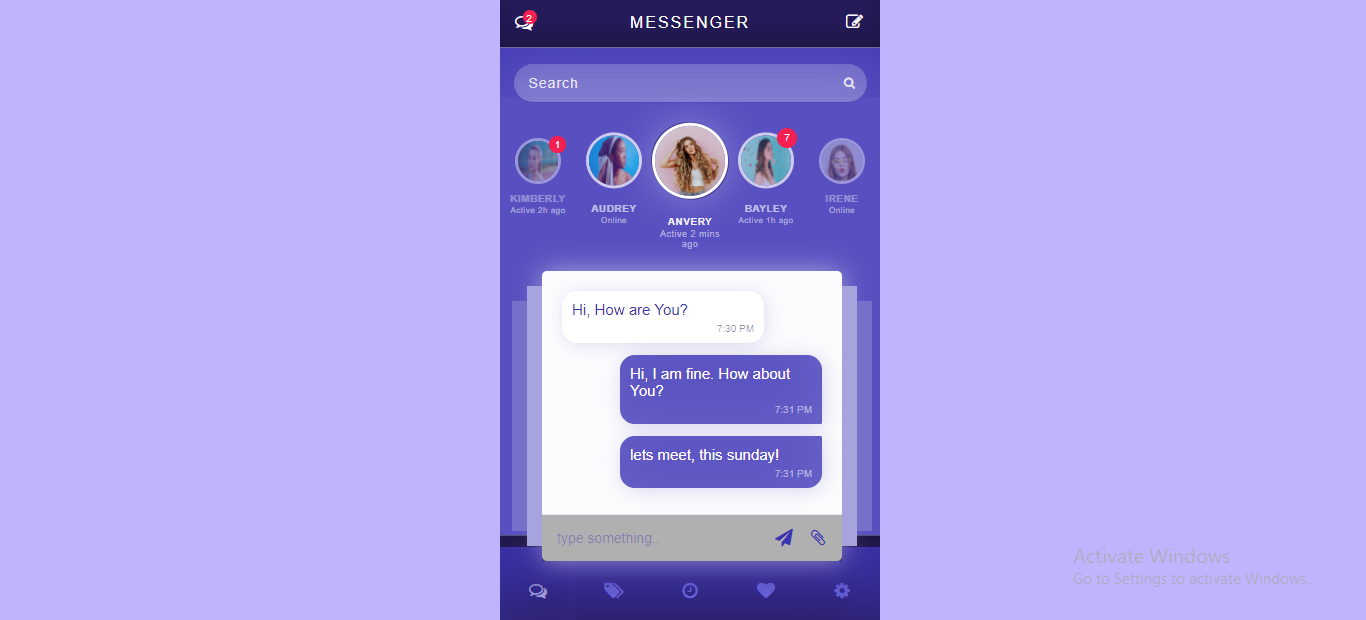 2
MESSENGER
Search
1
7
KIMBERLY
Active 2h ago
AUDREY
Online
ANVERY
Active 2 mins
ago
BAYLEY
Active 1h ago
IRENE
Online
Hi, How are You?
7:30 PM
Hi, I am fine. How about
You?
7:31 PM
lets meet, this sunday!
7:31 PM
type something..
Activate Windows
Go to Settings to activate Windows.